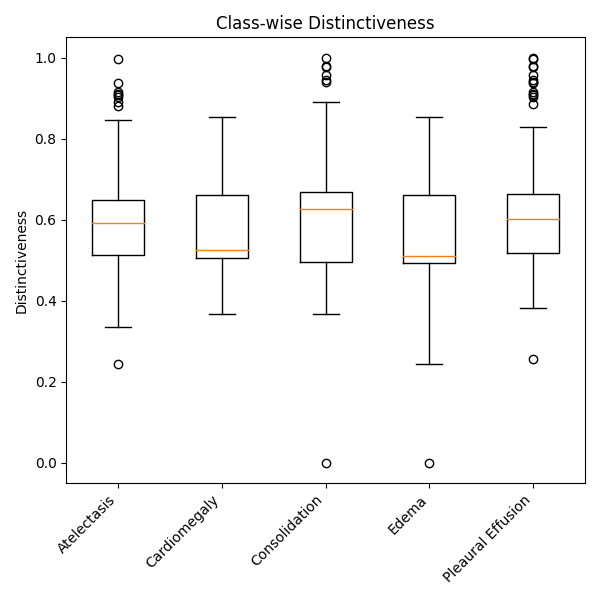 Class-wise Distinctiveness
Distinctiveness
1.0
0.8
0.6
0.4
0.2
0.0
Atelectasis
Cardiomegaly
Consolidation
Edema
Pleaural Effusion